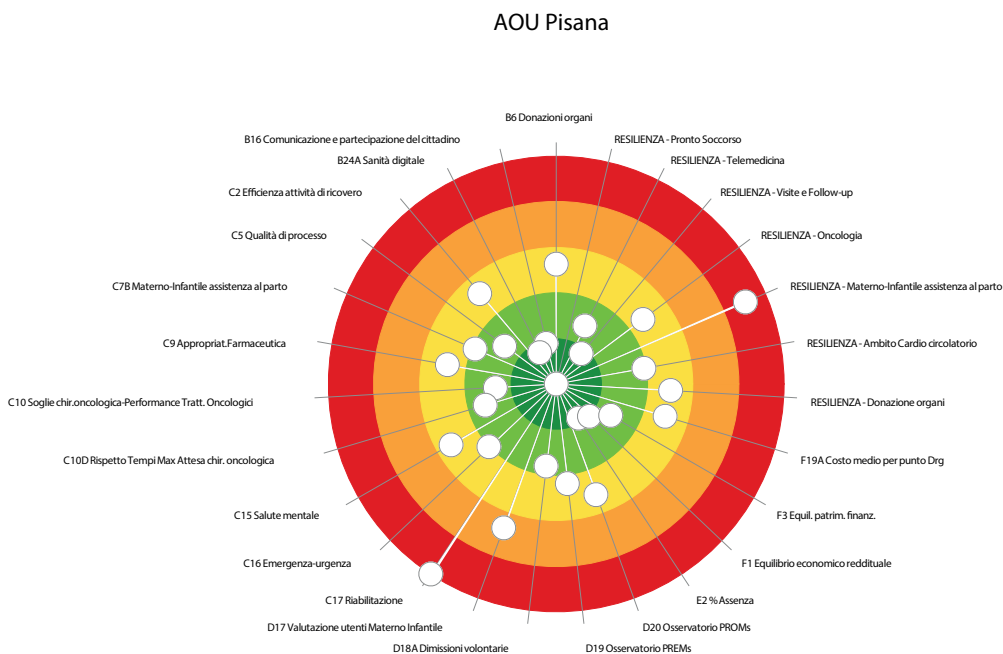 AOU Pisana
B6 Donazioni organi
B16 Comunicazione e partecipazione del cittadino
RESILIENZA - Pronto Soccorso
B24A Sanità digitale
RESILIENZA - Telemedicina
C2 Efficienza attività di ricovero
RESILIENZA - Visite e Follow-up
C5 Qualità di processo
RESILIENZA - Oncologia
C7B Materno-Infantile assistenza al parto
RESILIENZA - Materno-Infantile assistenza al parto
C9 Appropriat.Farmaceutica
RESILIENZA - Ambito Cardio circolatorio
C10 Soglie chir.oncologica-Performance Tratt. Oncologici
RESILIENZA - Donazione organi
C10D Rispetto Tempi Max Attesa chir. oncologica
F19A Costo medio per punto Drg
C15 Salute mentale
F3 Equil. patrim. finanz.
C16 Emergenza-urgenza
F1 Equilibrio economico reddituale
C17 Riabilitazione
E2 % Assenza
D17 Valutazione utenti Materno Infantile
D20 Osservatorio PROMs
D18A Dimissioni volontarie
D19 Osservatorio PREMs